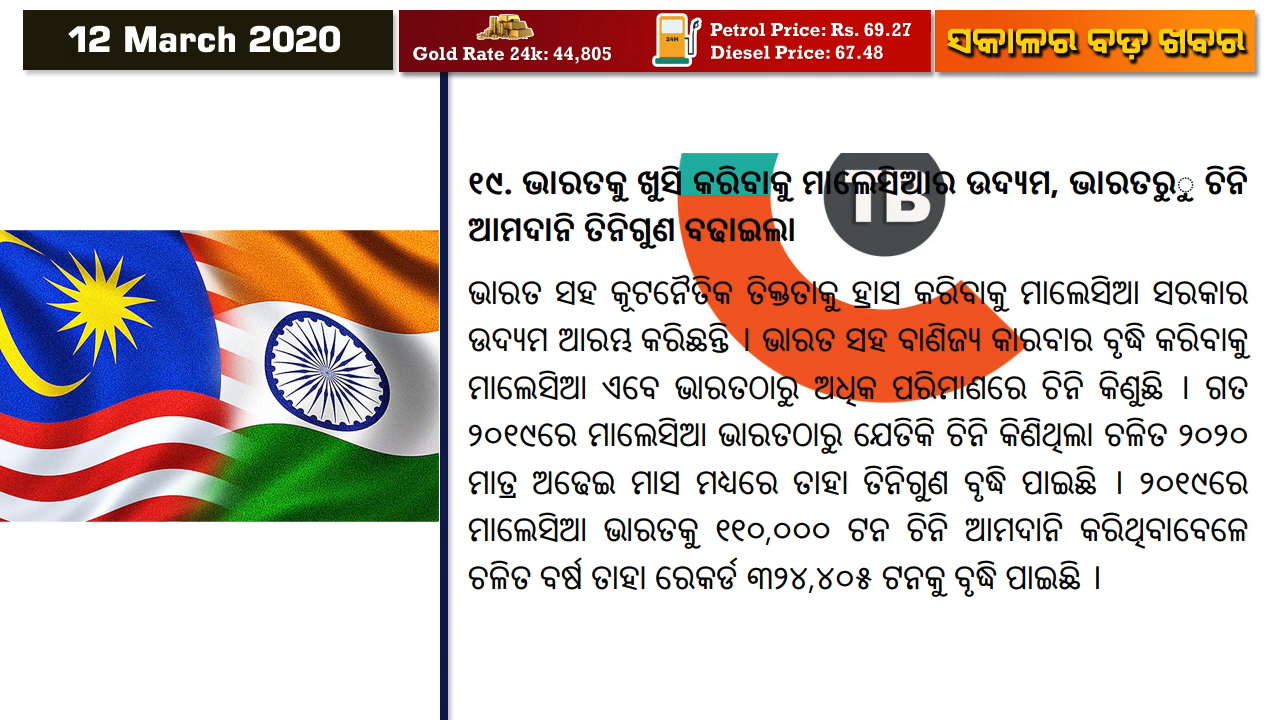 12 March 2020
Gold Rate 24k: 44,805
24H
Petrol Price: Rs. 69.27
Diesel Price: 67.48
ସକାଳର ବଡ଼ ଖବର
TB
୧୯. ଭାରତକୁ ଖୁସି କରିବାକୁ ମାଲେସିଆର ଉଦ୍ୟମ, ଭାରତରୁୁ ଚିନି
ଆମଦାନି ତିନିଗୁଣ ବଢାଇଲା
ଭାରତ ସହ କୂଟନୈତିକ ତିକ୍ତତାକୁ ହ୍ରାସ କରିବାକୁ ମାଲେସିଆ ସରକାର
ଉଦ୍ୟମ ଆରମ୍ଭ କରିଛନ୍ତି । ଭାରତ ସହ ବାଣିଜ୍ୟ କାରବାର ବୃଦ୍ଧି କରିବାକୁ
ମାଲେସିଆ ଏବେ ଭାରତଠାରୁ ଅଧିକ ପରିମାଣରେ ଚିନି କିଣୁଛି । ଗତ
୨୦୧୯ରେ ମାଲେସିଆ ଭାରତଠାରୁ ଯେତିକି ଚିନି କିଣିଥିଲା ଚଳିତ ୨୦୨୦
ମାତ୍ର ଅଢେଇ ମାସ ମଧ୍ୟରେ ତାହା ତିନିଗୁଣ ବୃଦ୍ଧି ପାଇଛି । ୨୦୧୯ରେ
ମାଲେସିଆ ଭାରତକୁ ୧୧୦,୦୦୦ ଟନ ଚିନି ଆମଦାନି କରିଥିବାବେଳେ
ଚଳିତ ବର୍ଷ ତାହା ରେକର୍ଡ ୩୨୪,୪୦୫ ଟନକୁ ବୃଦ୍ଧି ପାଇଛି ।